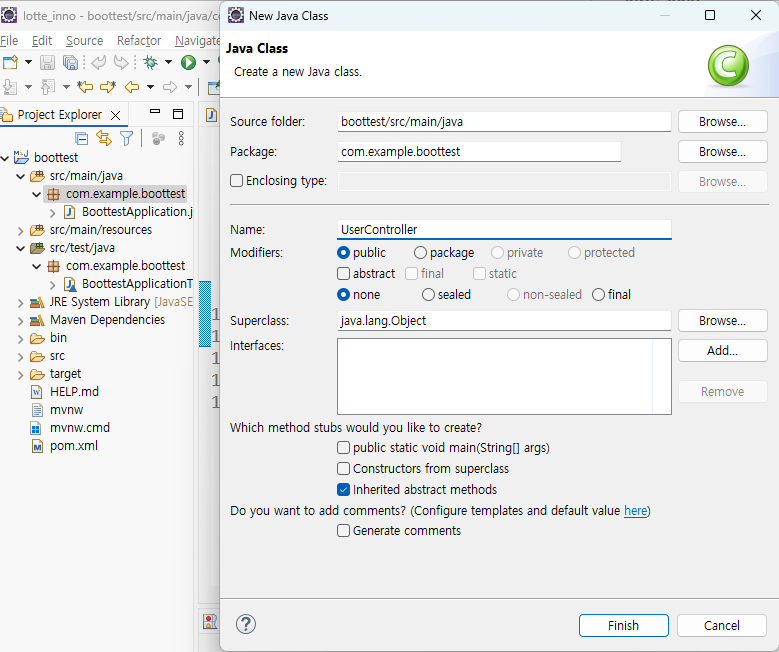 lotte_inno - boottest/src/main/java/c
File Edit Source Refactor Navigate
Project Explorer
boottest
src/main/java
com.example.boottest
BoottestApplication.j
src/main/resources
src/test/java
com.example.boottest
BoottestApplicationT
JRE System Library [JavaSE
Maven Dependencies
bin
src
target
HELP.md
mvnw
mvnw.cmd
pom.xml
1
1
1
1
1
New Java Class
Java Class
Create a new Java class.
Source folder: boottest/src/main/java Browse...
Package: com.example.boottest Browse...
Enclosing type: Browse...
Name: UserController
Modifiers: public package private protected
abstract final static
none sealed non-sealed final
Superclass: java.lang.Object Browse...
Interfaces: Add...
Remove
Which method stubs would you like to create?
public static void main(String[] args)
Constructors from superclass
Inherited abstract methods
Do you want to add comments? (Configure templates and default value here)
Generate comments
Finish Cancel